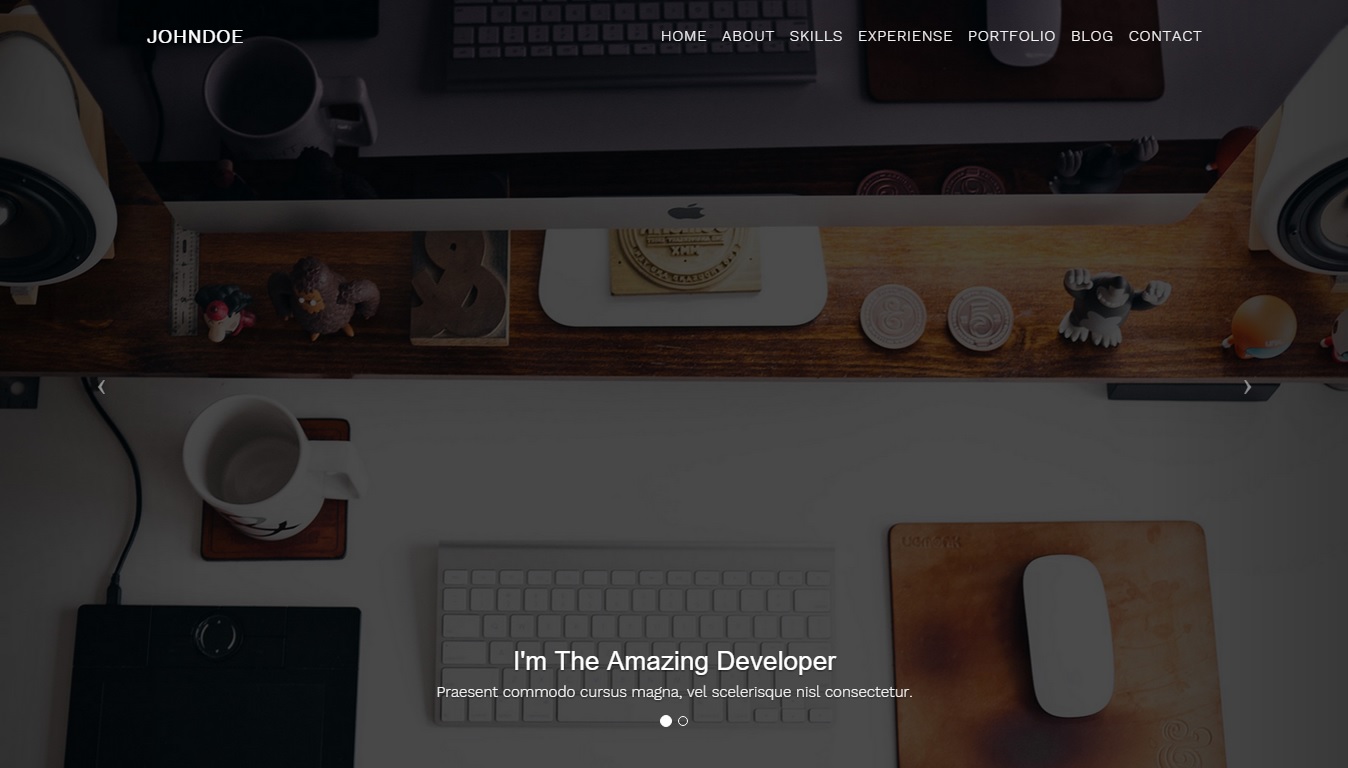 JOHNDOE
HOME ABOUT SKILLS EXPERIENSE PORTFOLIO BLOG CONTACT
I'm The Amazing Developer
Praesent commodo cursus magna, vel scelerisque nisl consectetur.